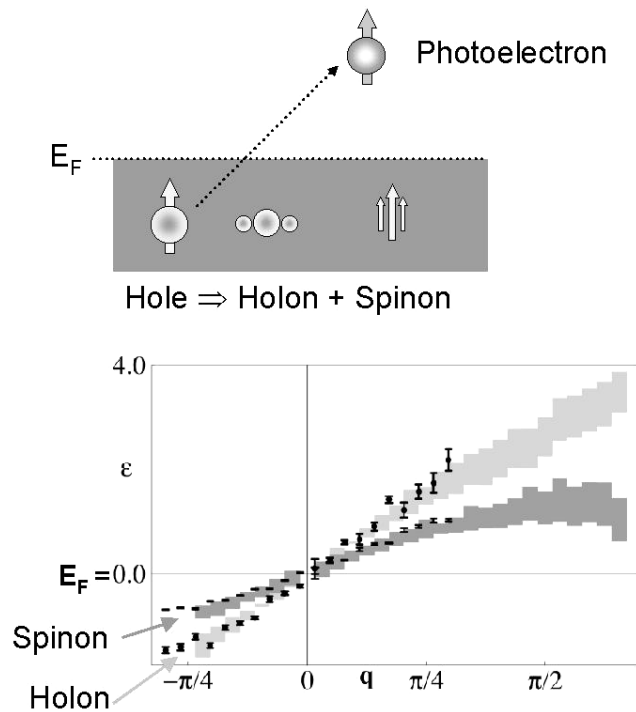 Photoelectron
E_F
Hole ⇒ Holon + Spinon
4.0
ε
E_F = 0.0
Spinon
Holon
−π/4 0 q π/4 π/2